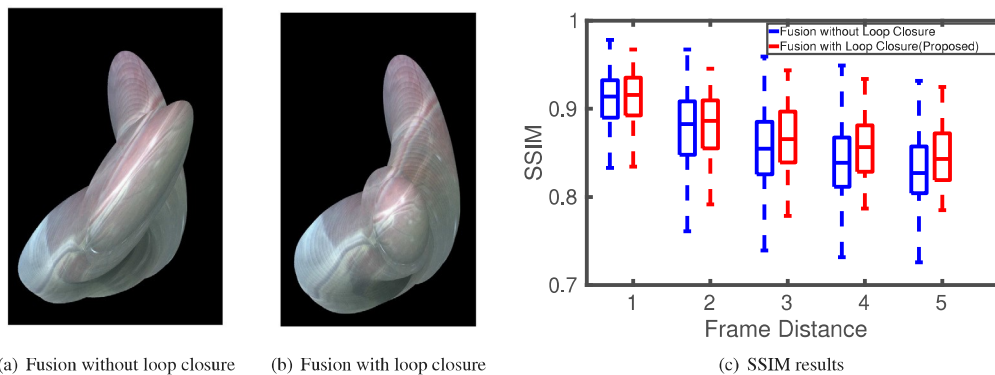 1
0.9
0.8
0.7
SSIM
Fusion without Loop Closure
Fusion with Loop Closure(Proposed)
1 2 3 4 5
Frame Distance
(a) Fusion without loop closure
(b) Fusion with loop closure
(c) SSIM results